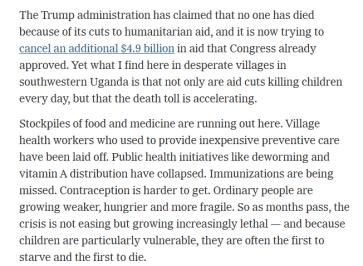 The Trump administration has claimed that no one has died
because of its cuts to humanitarian aid, and it is now trying to
cancel an additional $4.9 billion in aid that Congress already
approved. Yet what I find here in desperate villages in
southwestern Uganda is that not only are aid cuts killing children
every day, but that the death toll is accelerating.
Stockpiles of food and medicine are running out here. Village
health workers who used to provide inexpensive preventive care
have been laid off. Public health initiatives like deworming and
vitamin A distribution have collapsed. Immunizations are being
missed. Contraception is harder to get. Ordinary people are
growing weaker, hungrier and more fragile. So as months pass, the
crisis is not easing but growing increasingly lethal — and because
children are particularly vulnerable, they are often the first to
starve and the first to die.